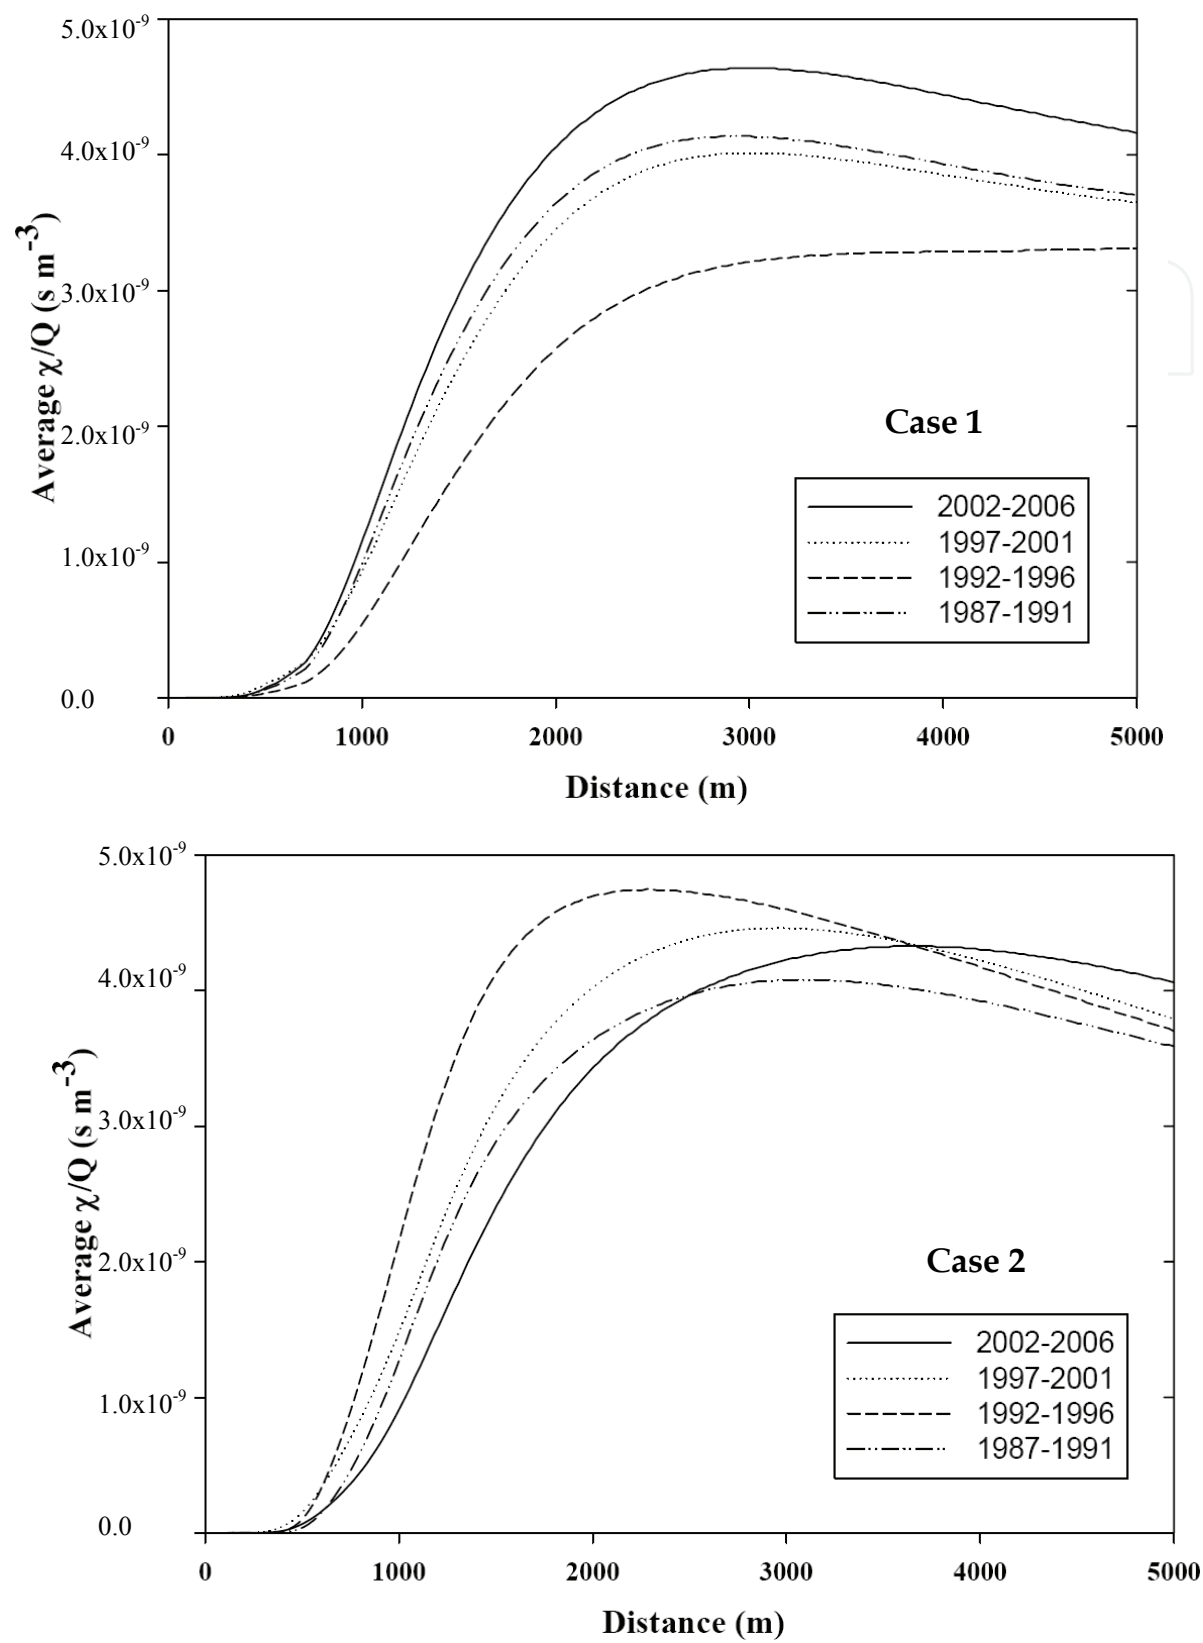 5.0x10⁻⁹
4.0x10⁻⁹
3.0x10⁻⁹
2.0x10⁻⁹
1.0x10⁻⁹
0.0
Average χ/Q (s m⁻³)
Case 1
2002-2006
1997-2001
1992-1996
1987-1991
0 1000 2000 3000 4000 5000
Distance (m)
5.0x10⁻⁹
4.0x10⁻⁹
3.0x10⁻⁹
2.0x10⁻⁹
1.0x10⁻⁹
0.0
Average χ/Q (s m⁻³)
Case 2
2002-2006
1997-2001
1992-1996
1987-1991
0 1000 2000 3000 4000 5000
Distance (m)